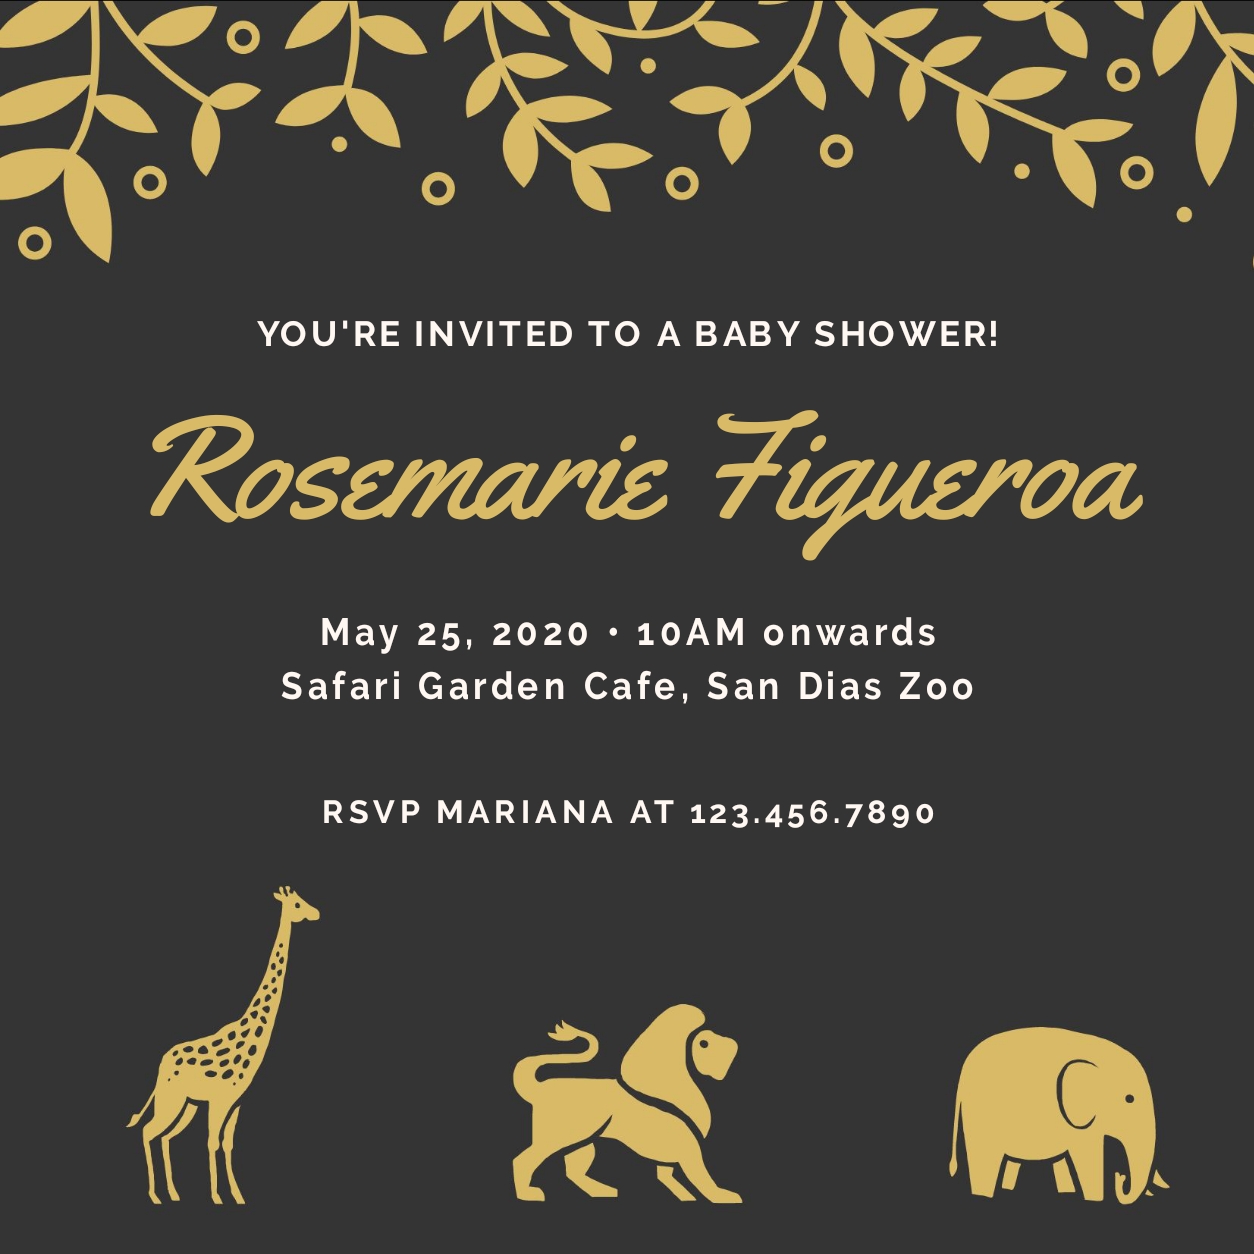 YOU'RE INVITED TO A BABY SHOWER!
Rosemarie Figueroa
May 25, 2020 • 10AM onwards
Safari Garden Cafe, San Dias Zoo
RSVP MARIANA AT 123.456.7890